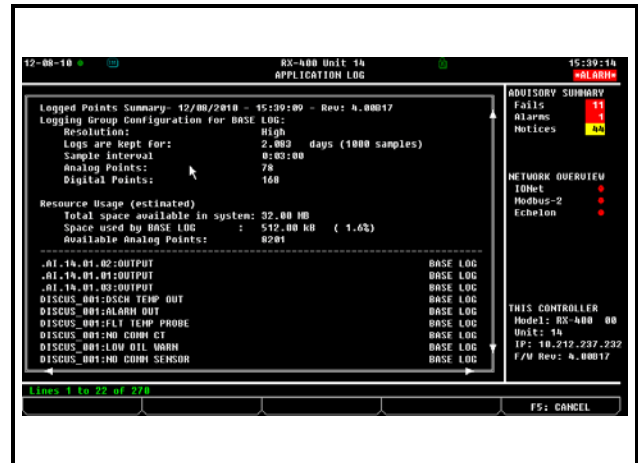 12-08-10
RX-400 Unit 14
15:39:14
APPLICATION LOG
*ALARM*
Logged Points Summary- 12/08/2010 - 15:39:09 - Rev: 4.00B17
Logging Group Configuration for BASE LOG:
Resolution: High
Logs are kept for: 2.083 days (1000 samples)
Sample interval 0:03:00
Analog Points: 78
Digital Points: 168
Resource Usage (estimated)
Total space available in system: 32.00 MB
Space used by BASE LOG : 512.00 kB ( 1.6%)
Available Analog Points: 8201
.AI.14.01.02:OUTPUT BASE LOG
.AI.14.01.01:OUTPUT BASE LOG
.AI.14.01.03:OUTPUT BASE LOG
DISCUS_001:DSCH TEMP OUT BASE LOG
DISCUS_001:ALARM OUT BASE LOG
DISCUS_001:FLT TEMP PROBE BASE LOG
DISCUS_001:NO COMM CT BASE LOG
DISCUS_001:LOW OIL WARN BASE LOG
DISCUS_001:NO COMM SENSOR BASE LOG
ADVISORY SUMMARY
Fails 11
Alarms 1
Notices 44
NETWORK OVERVIEW
IONet
Modbus-2
Echelon
THIS CONTROLLER
Model: RX-400 00
Unit: 14
IP: 10.212.237.232
F/W Rev: 4.00B17
Lines 1 to 22 of 270
F5: CANCEL